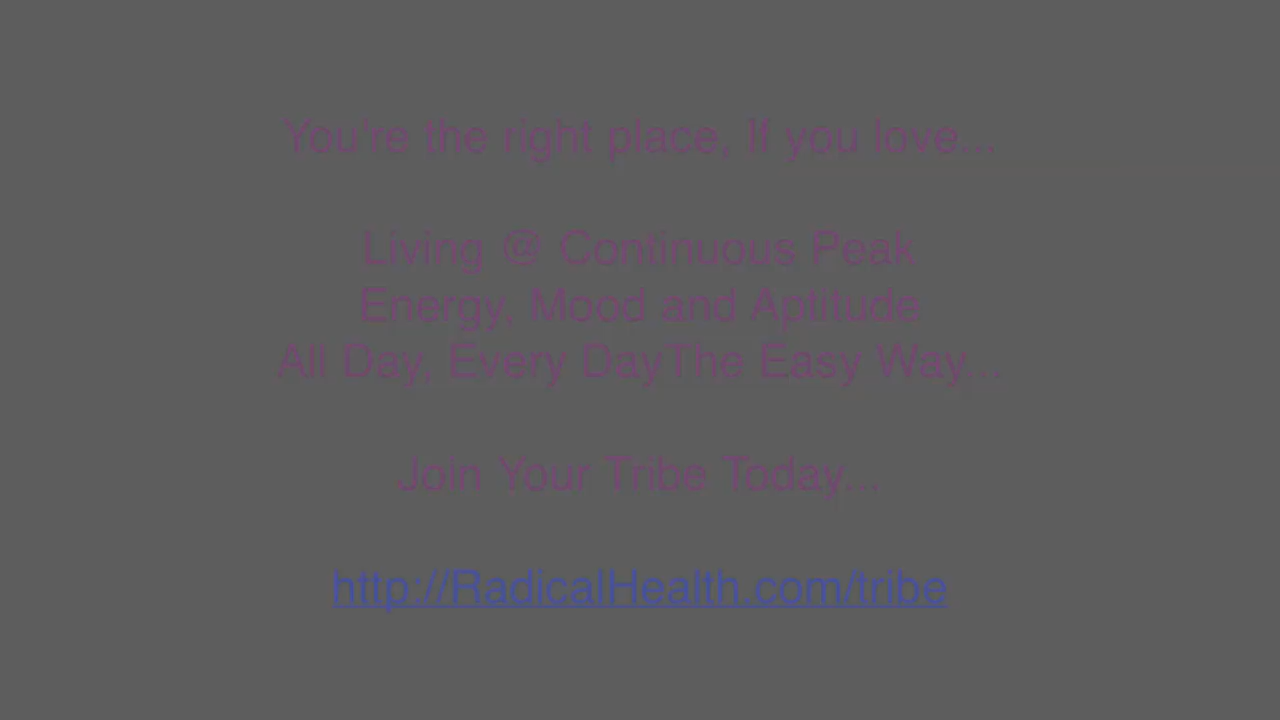 You're the right place, If you love...
Living @ Continuous Peak
Energy, Mood and Aptitude
All Day, Every DayThe Easy Way...
Join Your Tribe Today...
http://RadicalHealth.com/tribe